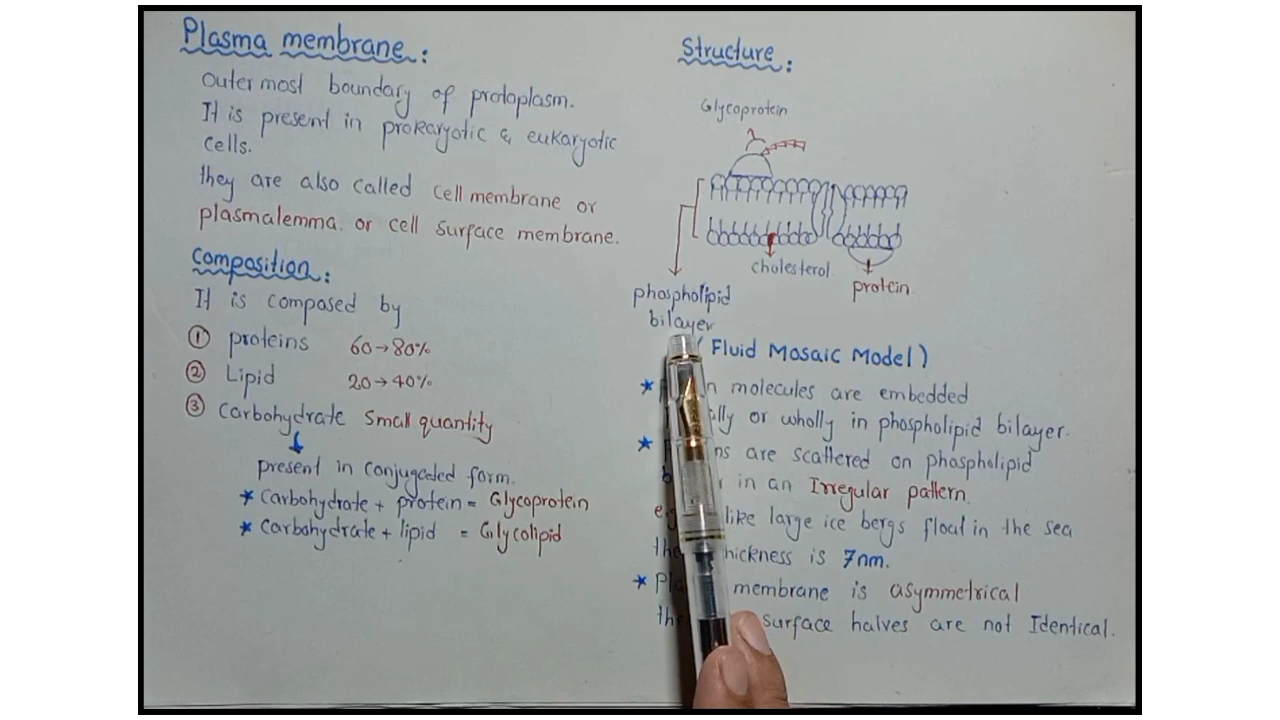 Plasma membrane:
Outer most boundary of protoplasm.
It is present in prokaryotic & eukaryotic
cells.
they are also called cell membrane or
plasmalemma. or cell surface membrane.
Composition:
It is composed by
① proteins 60→80%
② Lipid 20→40%
③ Carbohydrate Small quantity
present in conjugated form.
* Carbohydrate + protein = Glycoprotein
* Carbohydrate + lipid = Glycolipid
Structure:
Glycoprotein
cholesterol
protein
phospholipid
bilayer
(Fluid Mosaic Model)
* molecules are embedded
or wholly in phospholipid bilayer.
* are scattered on phospholipid
in an Irregular pattern.
like large ice bergs float in the sea
thickness is 7nm.
* membrane is asymmetrical
surface halves are not Identical.